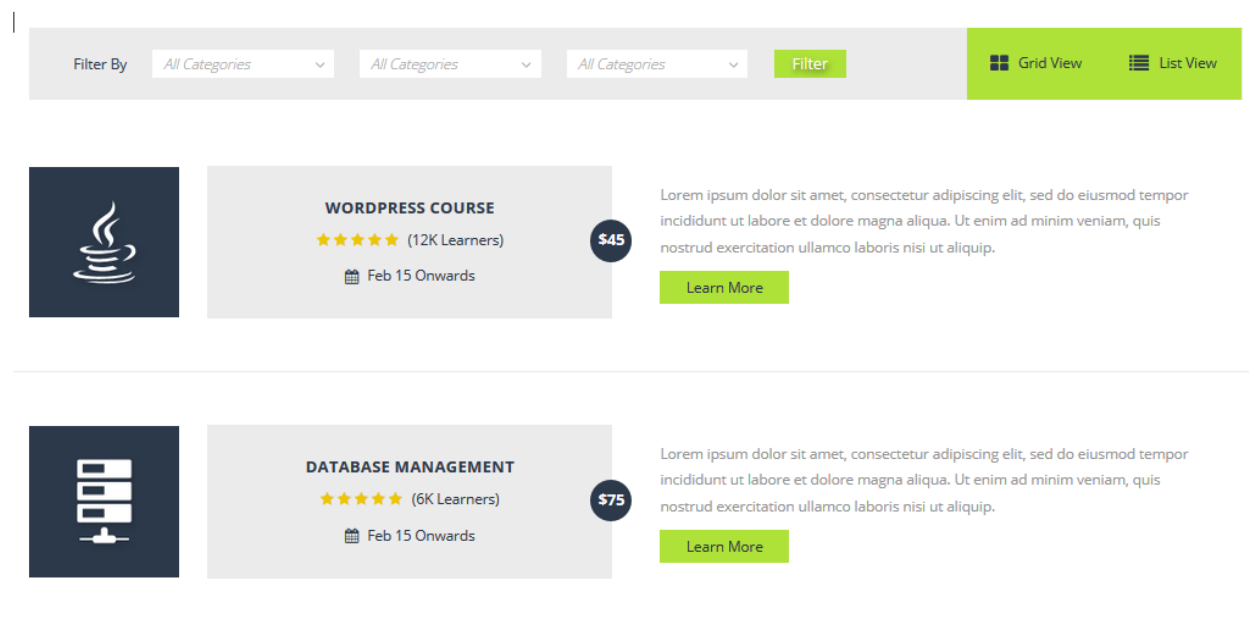 Filter By All Categories All Categories All Categories Filter Grid View List View
WORDPRESS COURSE
(12K Learners)
Feb 15 Onwards
$45
Lorem ipsum dolor sit amet, consectetur adipiscing elit, sed do eiusmod tempor
incididunt ut labore et dolore magna aliqua. Ut enim ad minim veniam, quis
nostrud exercitation ullamco laboris nisi ut aliquip.
Learn More
DATABASE MANAGEMENT
(6K Learners)
Feb 15 Onwards
$75
Lorem ipsum dolor sit amet, consectetur adipiscing elit, sed do eiusmod tempor
incididunt ut labore et dolore magna aliqua. Ut enim ad minim veniam, quis
nostrud exercitation ullamco laboris nisi ut aliquip.
Learn More